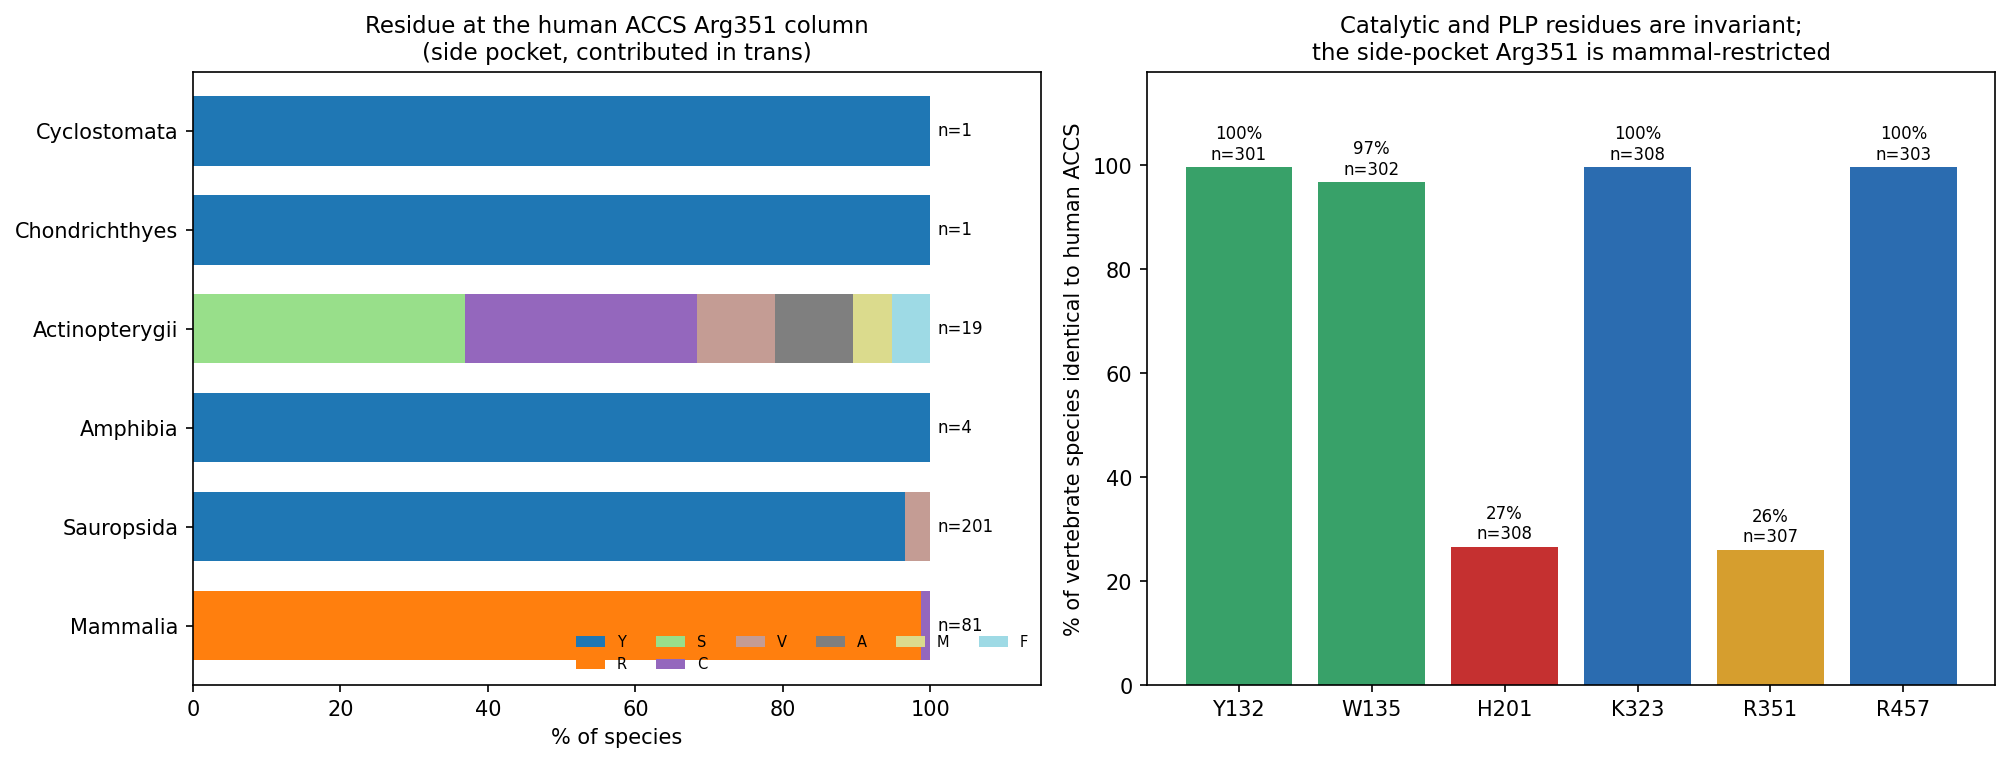 Residue at the human ACCS Arg351 column
(side pocket, contributed in trans)
Cyclostomata
n=1
Chondrichthyes
n=1
Actinopterygii
n=19
Amphibia
n=4
Sauropsida
n=201
Mammalia
n=81
Y S V A M F
R C
0 20 40 60 80 100
% of species
Catalytic and PLP residues are invariant;
the side-pocket Arg351 is mammal-restricted
% of vertebrate species identical to human ACCS
100
80
60
40
20
0
100%
n=301
97%
n=302
27%
n=308
100%
n=308
26%
n=307
100%
n=303
Y132 W135 H201 K323 R351 R457